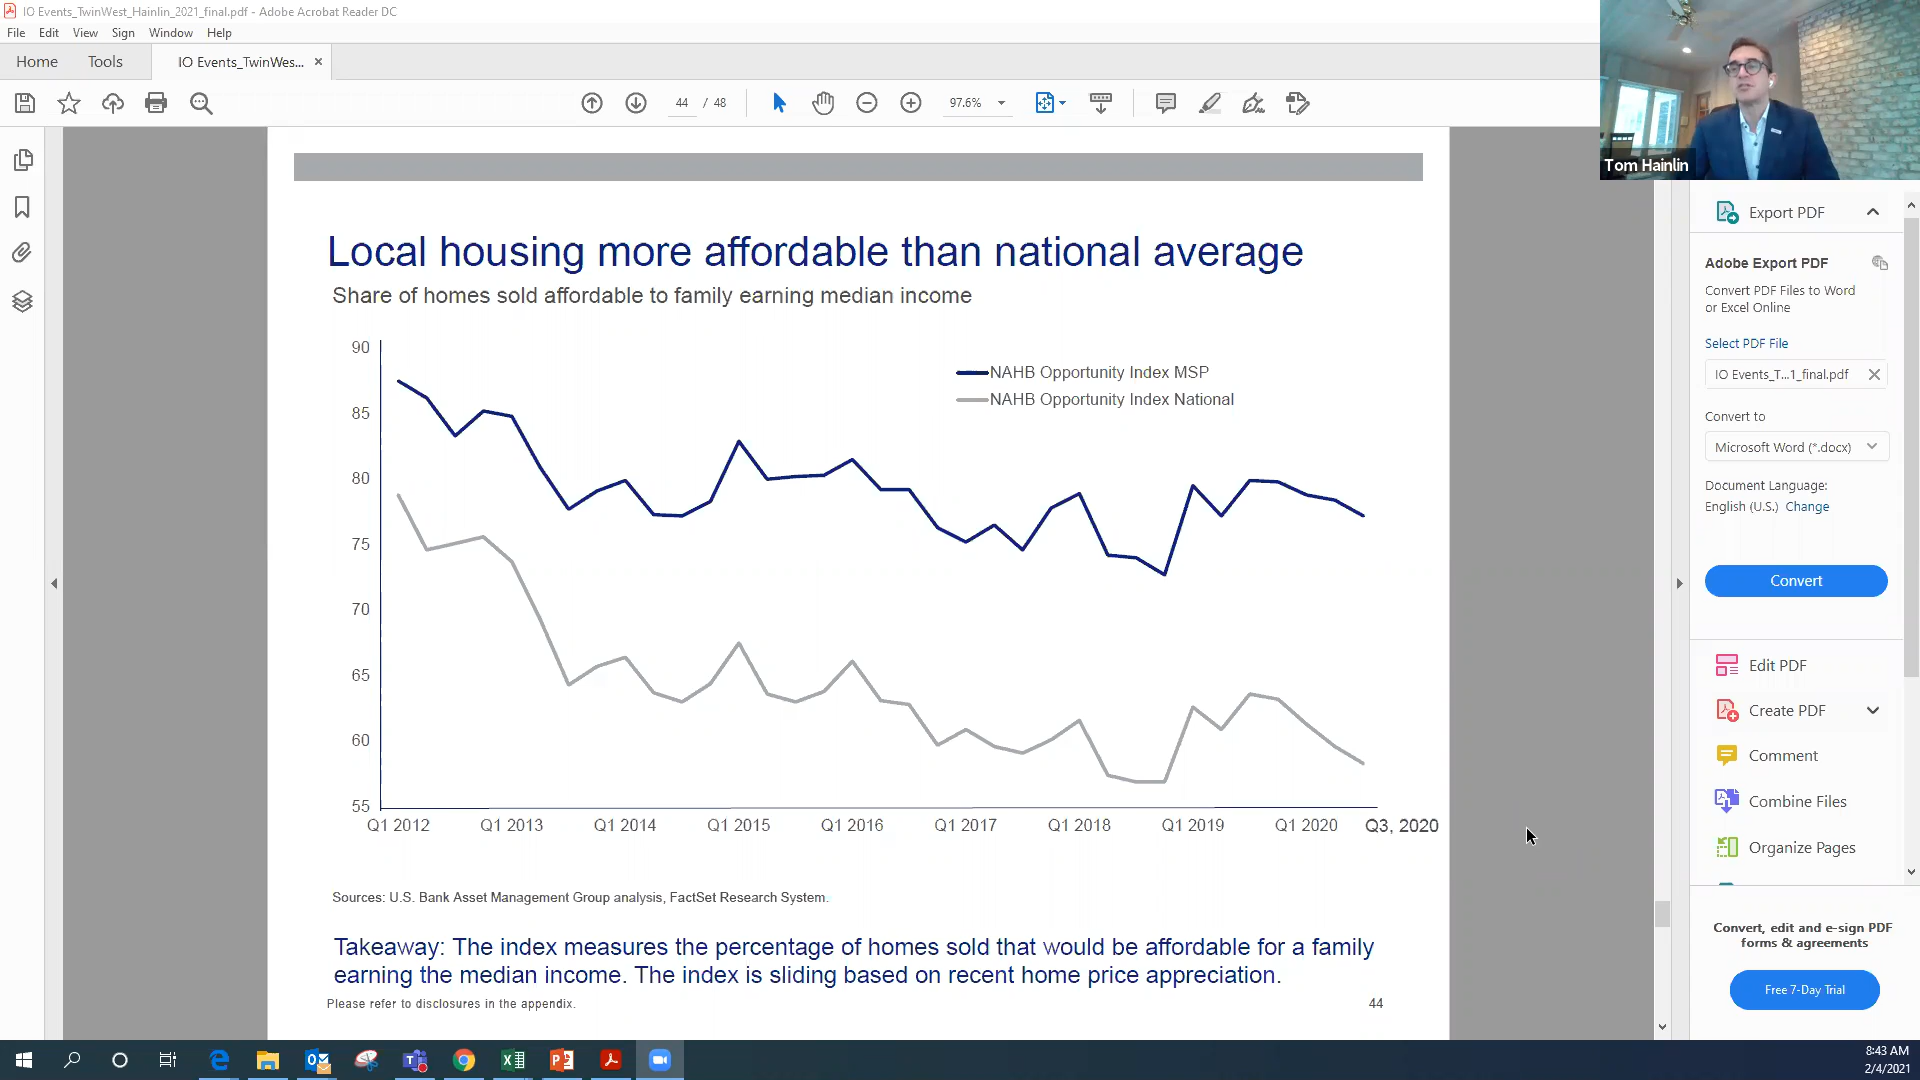 IO Events_TwinWest_Hainlin_2021_final.pdf - Adobe Acrobat Reader DC
File Edit View Sign Window Help
Home Tools IO Events_TwinWes... ×
44 / 48 97.6%
Tom Hainlin
Local housing more affordable than national average
Share of homes sold affordable to family earning median income
NAHB Opportunity Index MSP
NAHB Opportunity Index National
90
85
80
75
70
65
60
55
Q1 2012 Q1 2013 Q1 2014 Q1 2015 Q1 2016 Q1 2017 Q1 2018 Q1 2019 Q1 2020 Q3, 2020
Sources: U.S. Bank Asset Management Group analysis, FactSet Research System.
Takeaway: The index measures the percentage of homes sold that would be affordable for a family
earning the median income. The index is sliding based on recent home price appreciation.
Please refer to disclosures in the appendix.
44
Export PDF
Adobe Export PDF
Convert PDF Files to Word
or Excel Online
Select PDF File
IO Events_T...1_final.pdf
Convert to
Microsoft Word (*.docx)
Document Language:
English (U.S.) Change
Convert
Edit PDF
Create PDF
Comment
Combine Files
Organize Pages
Convert, edit and e-sign PDF
forms & agreements
Free 7-Day Trial
8:43 AM
2/4/2021